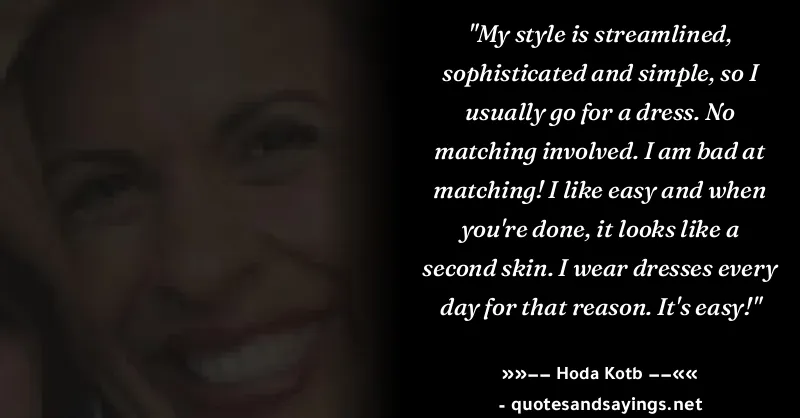 "My style is streamlined,
sophisticated and simple, so I
usually go for a dress. No
matching involved. I am bad at
matching! I like easy and when
you're done, it looks like a
second skin. I wear dresses every
day for that reason. It's easy!"
»»−− Hoda Kotb −−««
- quotesandsayings.net